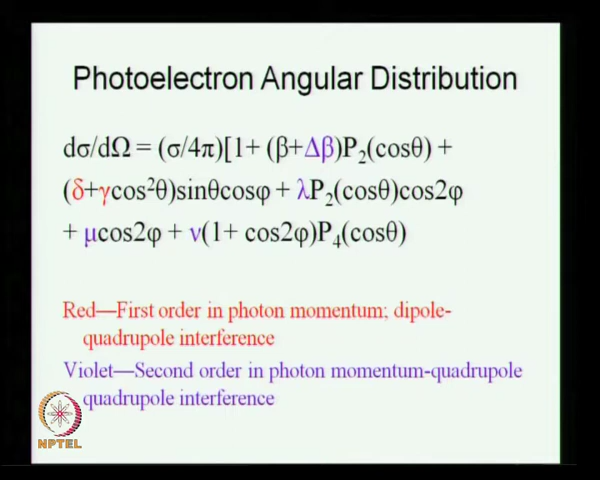 Photoelectron Angular Distribution
dσ/dΩ = (σ/4π)[1+ (β+Δβ)P₂(cosθ) +
(δ+γcos²θ)sinθcosφ + λP₂(cosθ)cos2φ
+ μcos2φ + ν(1+ cos2φ)P₄(cosθ)
Red—First order in photon momentum; dipole-
quadrupole interference
Violet—Second order in photon momentum-quadrupole
quadrupole interference
NPTEL